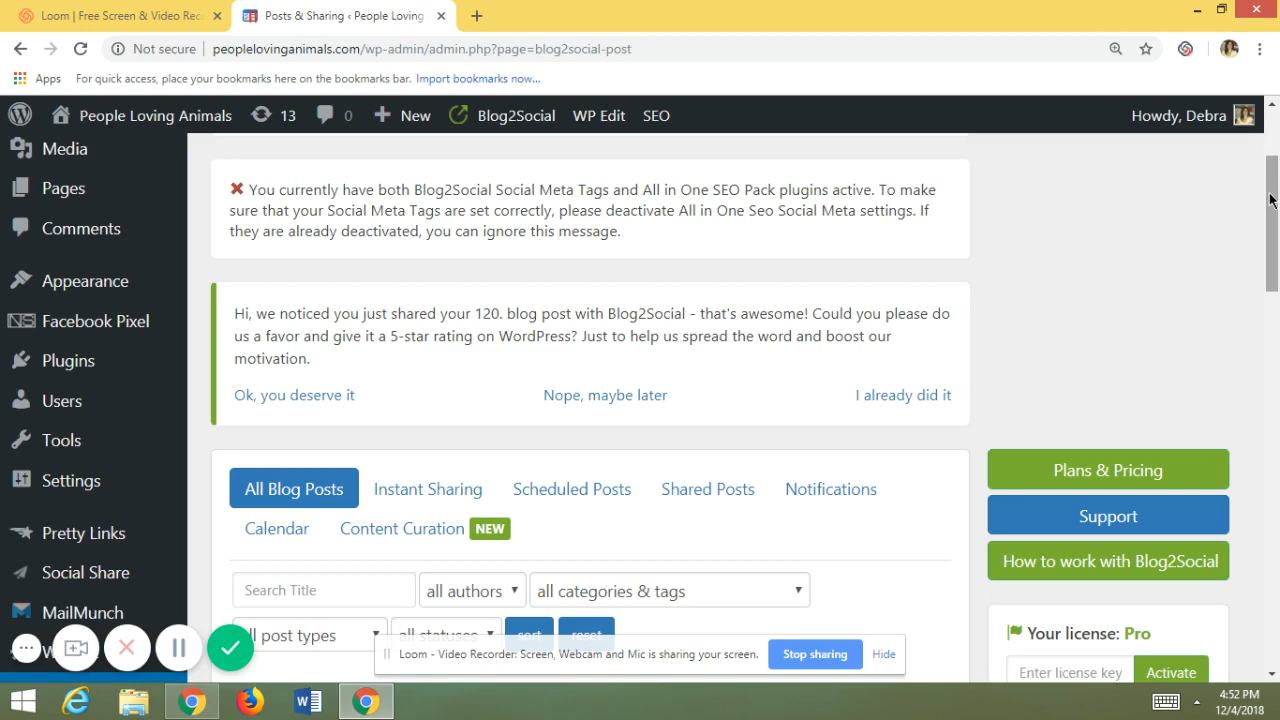 Loom | Free Screen & Video Rec
Posts & Sharing ‹ People Loving
Not secure
peoplelovinganimals.com/wp-admin/admin.php?page=blog2social-post
Apps
For quick access, place your bookmarks here on the bookmarks bar. Import bookmarks now...
People Loving Animals
13
0
New
Blog2Social
WP Edit
SEO
Howdy, Debra
Media
Pages
Comments
Appearance
NS Facebook Pixel
Plugins
Users
Tools
Settings
Pretty Links
Social Share
MailMunch
You currently have both Blog2Social Social Meta Tags and All in One SEO Pack plugins active. To make
sure that your Social Meta Tags are set correctly, please deactivate All in One Seo Social Meta settings. If
they are already deactivated, you can ignore this message.
Hi, we noticed you just shared your 120. blog post with Blog2Social - that's awesome! Could you please do
us a favor and give it a 5-star rating on WordPress? Just to help us spread the word and boost our
motivation.
Ok, you deserve it
Nope, maybe later
I already did it
All Blog Posts
Instant Sharing
Scheduled Posts
Shared Posts
Notifications
Calendar
Content Curation NEW
Search Title
all authors
all categories & tags
all post types
all statuses
sort
reset
Plans & Pricing
Support
How to work with Blog2Social
Your license: Pro
Enter license key
Activate
Loom - Video Recorder: Screen, Webcam and Mic is sharing your screen.
Stop sharing
Hide
4:52 PM
12/4/2018